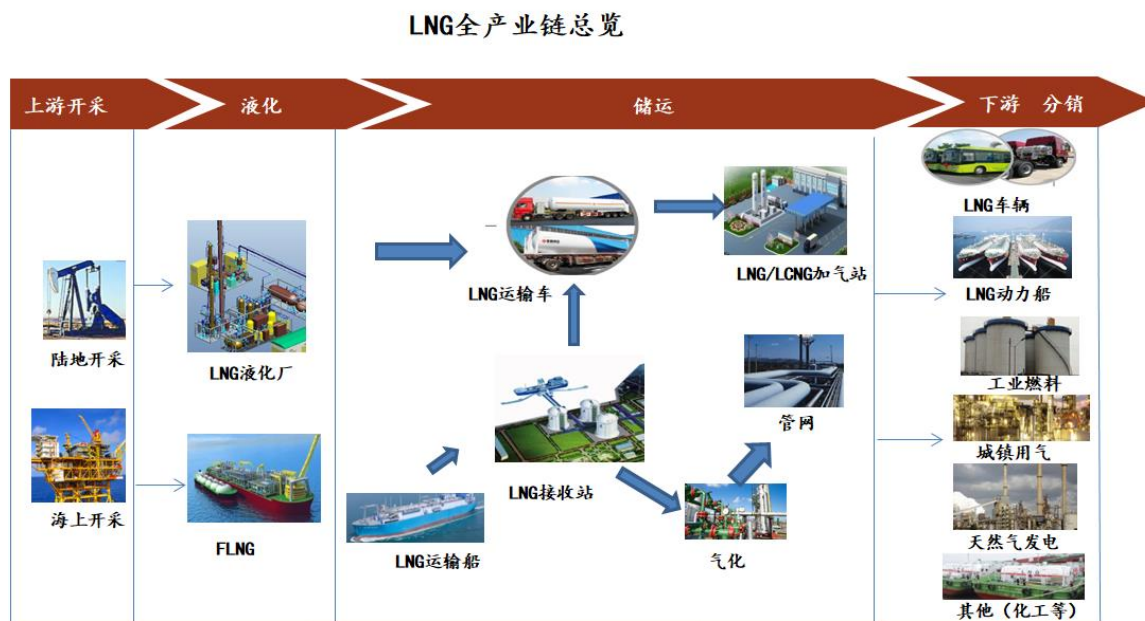 LNG全产业链总览
上游开采
液化
储运
下游 分销
陆地开采
海上开采
LNG液化厂
FLNG
LNG运输车
LNG/LCNG加气站
LNG接收站
管网
LNG运输船
气化
LNG车辆
LNG动力船
工业燃料
城镇用气
天然气发电
其他（化工等）